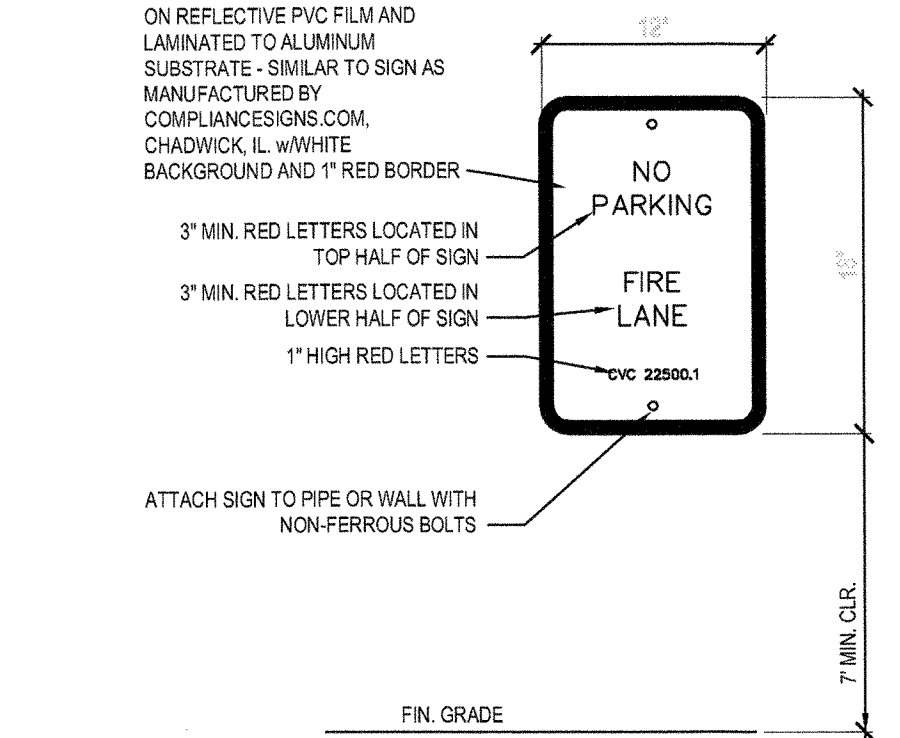 ON REFLECTIVE PVC FILM AND
LAMINATED TO ALUMINUM
SUBSTRATE - SIMILAR TO SIGN AS
MANUFACTURED BY
COMPLIANCESIGNS.COM,
CHADWICK, IL. w/WHITE
BACKGROUND AND 1" RED BORDER
3" MIN. RED LETTERS LOCATED IN
TOP HALF OF SIGN
3" MIN. RED LETTERS LOCATED IN
LOWER HALF OF SIGN
1" HIGH RED LETTERS
ATTACH SIGN TO PIPE OR WALL WITH
NON-FERROUS BOLTS
12"
NO
PARKING
FIRE
LANE
CVC 22500.1
18"
7' MIN. CLR.
FIN. GRADE